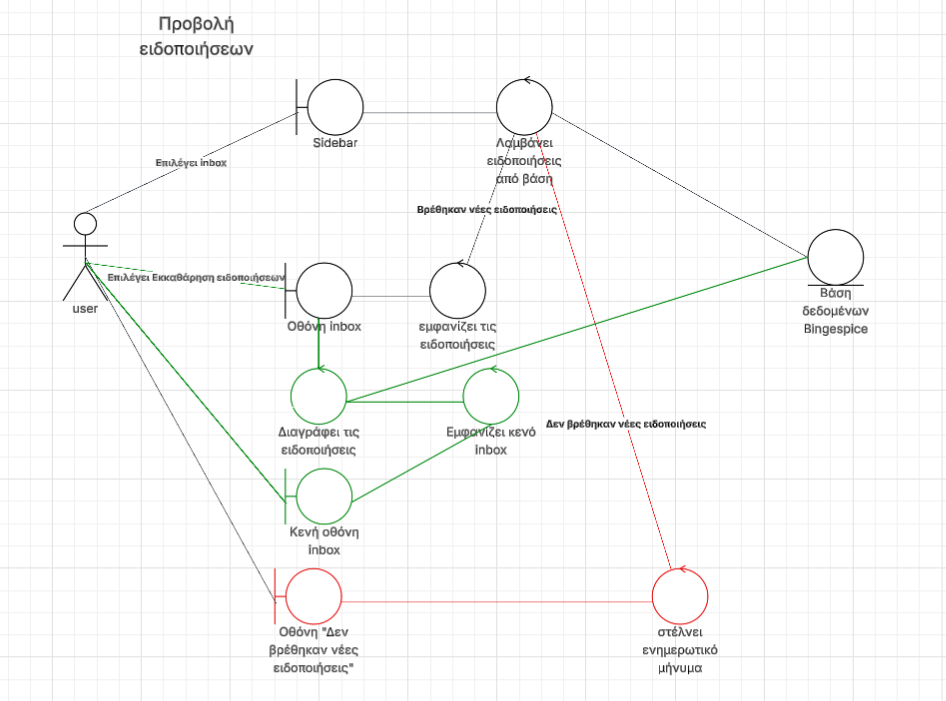 Προβολή
ειδοποιήσεων
Sidebar
Λαμβάνει
ειδοποιήσεις
από βάση
Επιλέγει inbox
Βρέθηκαν νέες ειδοποιήσεις
user
Επιλέγει Εκκαθάρηση ειδοποιήσεων
Οθόνη inbox
εμφανίζει τις
ειδοποιήσεις
Βάση
δεδομένων
Bingespice
Διαγράφει τις
ειδοποιήσεις
Εμφανίζει κενό
inbox
Δεν βρέθηκαν νέες ειδοποιήσεις
Κενή οθόνη
inbox
Οθόνη "Δεν
βρέθηκαν νέες
ειδοποιήσεις"
στέλνει
ενημερωτικό
μήνυμα